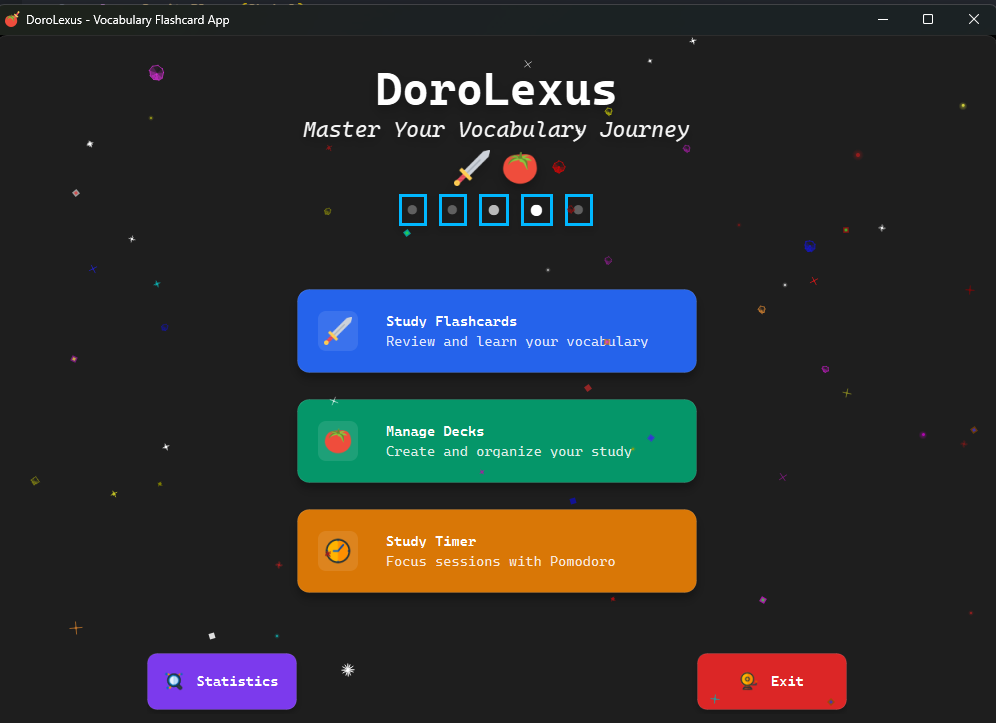 DoroLexus - Vocabulary Flashcard App
DoroLexus
Master Your Vocabulary Journey
Study Flashcards
Review and learn your vocabulary
Manage Decks
Create and organize your study
Study Timer
Focus sessions with Pomodoro
Statistics
Exit